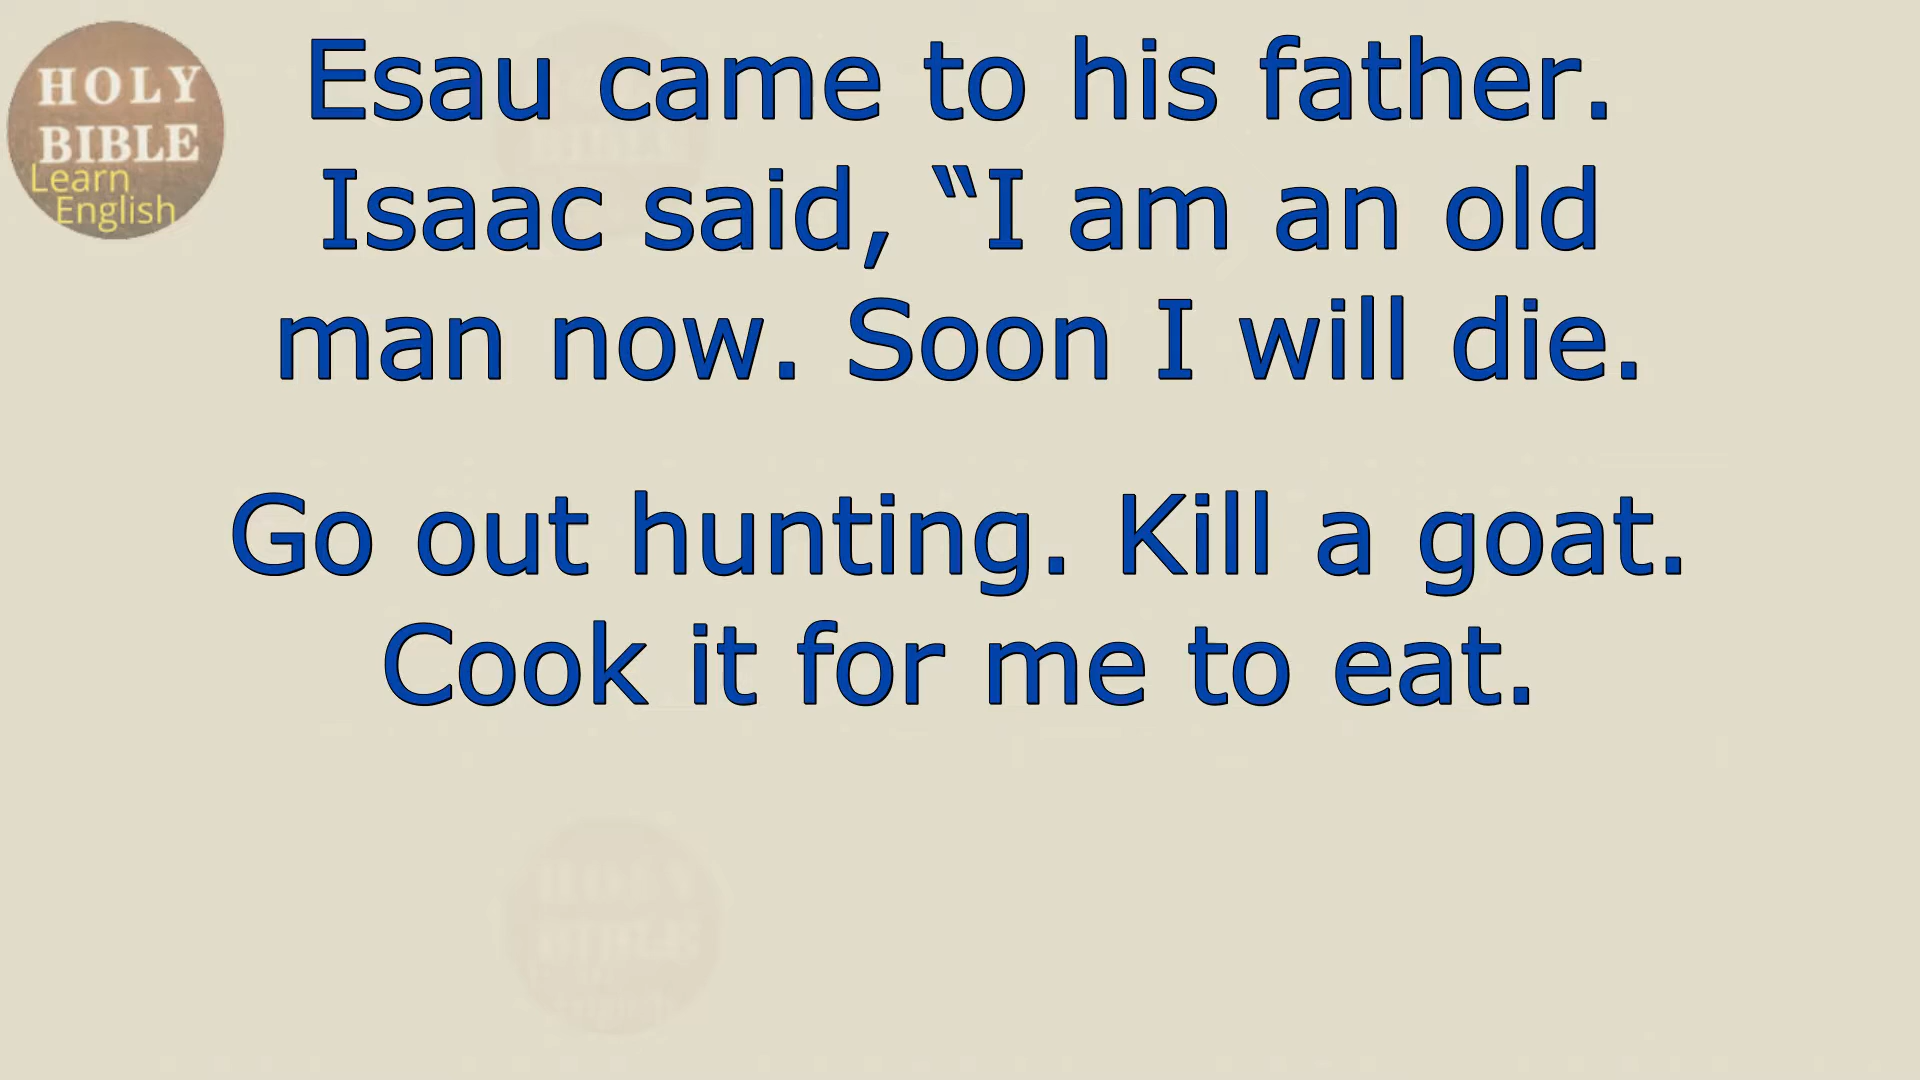 HOLY
BIBLE
Learn
English
Esau came to his father.
Isaac said, “I am an old
man now. Soon I will die.
Go out hunting. Kill a goat.
Cook it for me to eat.